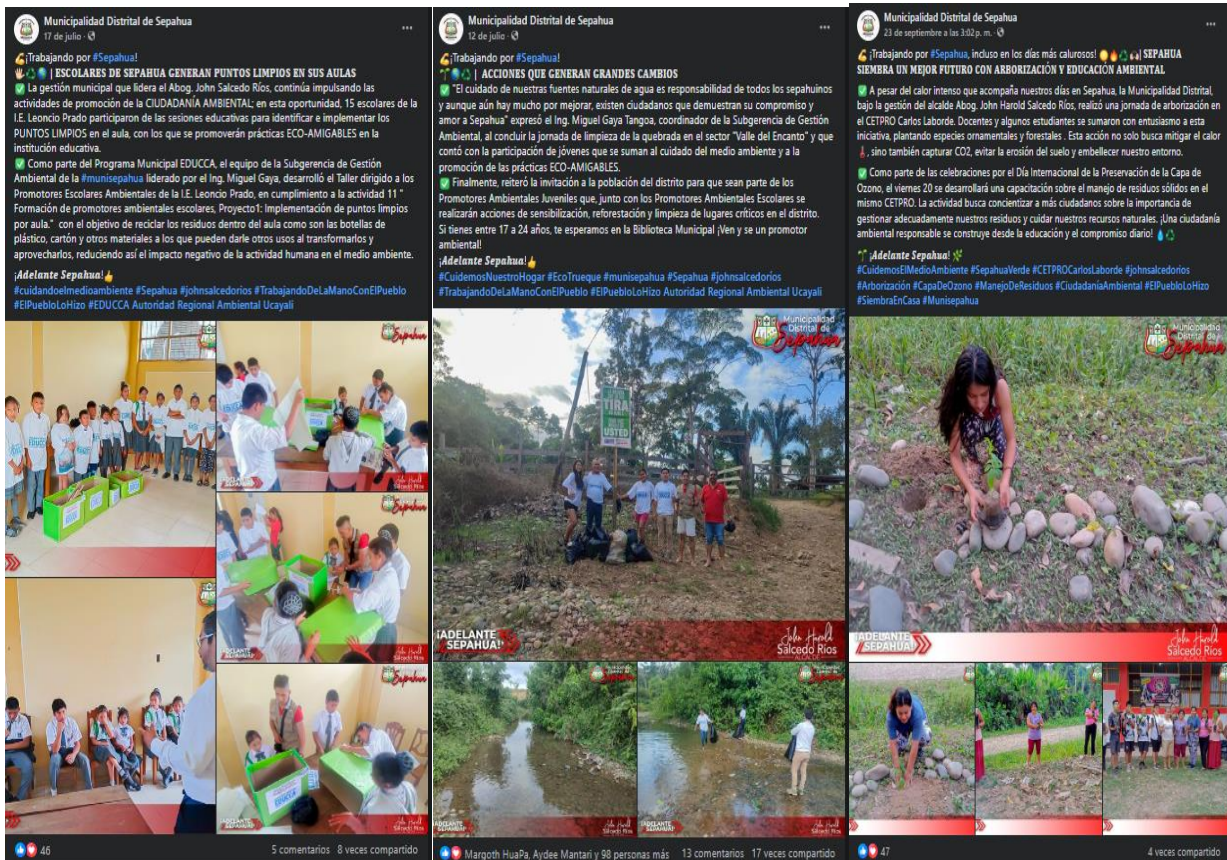 Municipalidad Distrital de Sepahua
17 de julio
¡Trabajando por #Sepahua!
| ESCOLARES DE SEPAHUA GENERAN PUNTOS LIMPIOS EN SUS AULAS
La gestión municipal que lidera el Abog. John Salcedo Ríos, continúa impulsando las
actividades de promoción de la CIUDADANÍA AMBIENTAL; en esta oportunidad, 15 escolares de la
I.E. Leoncio Prado participaron de las sesiones educativas para identificar e implementar los
PUNTOS LIMPIOS en el aula, con los que se promoverán prácticas ECO-AMIGABLES en la
institución educativa.
Como parte del Programa Municipal EDUCCA, el equipo de la Subgerencia de Gestión
Ambiental de la #munisepahua liderado por el Ing. Miguel Gaya, desarrolló el Taller dirigido a los
Promotores Escolares Ambientales de la I.E. Leoncio Prado, en cumplimiento a la actividad 11 "
Formación de promotores ambientales escolares, Proyecto1: Implementación de puntos limpios
por aula." con el objetivo de reciclar los residuos dentro del aula como son las botellas de
plástico, cartón y otros materiales a los que pueden darle otros usos al transformarlos y
aprovecharlos, reduciendo así el impacto negativo de la actividad humana en el medio ambiente.
¡Adelante Sepahua!
#cuidandoelmedioambiente #Sepahua #johnsalcedorios #TrabajandoDeLaManoConElPueblo
#ElPuebloLoHizo #EDUCCA Autoridad Regional Ambiental Ucayali
Sepahua
EDUCCA
John Harold
Salcedo Ríos
46
5 comentarios 8 veces compartido
Municipalidad Distrital de Sepahua
12 de julio
¡Trabajando por #Sepahua!
| ACCIONES QUE GENERAN GRANDES CAMBIOS
"El cuidado de nuestras fuentes naturales de agua es responsabilidad de todos los sepahuinos
y aunque aún hay mucho por mejorar, existen ciudadanos que demuestran su compromiso y
amor a Sepahua" expresó el Ing. Miguel Gaya Tangoa, coordinador de la Subgerencia de Gestión
Ambiental, al concluir la jornada de limpieza de la quebrada en el sector "Valle del Encanto" y que
contó con la participación de jóvenes que se suman al cuidado del medio ambiente y a la
promoción de las prácticas ECO-AMIGABLES.
Finalmente, reiteró la invitación a la población del distrito para que sean parte de los
Promotores Ambientales Juveniles que, junto con los Promotores Ambientales Escolares se
realizarán acciones de sensibilización, reforestación y limpieza de lugares críticos en el distrito.
Si tienes entre 17 a 24 años, te esperamos en la Biblioteca Municipal ¡Ven y se un promotor
ambiental!
¡Adelante Sepahua!
#CuidemosNuestroHogar #EcoTrueque #munisepahua #Sepahua #johnsalcedorios
#TrabajandoDeLaManoConElPueblo #ElPuebloLoHizo Autoridad Regional Ambiental Ucayali
Municipalidad
Distrital de
Sepahua
TIRA
USTED
¡ADELANTE
SEPAHUA!
John Harold
Salcedo Ríos
ALCALDE
Margoth HuaPa, Aydee Mantari y 98 personas más
13 comentarios 17 veces compartido
Municipalidad Distrital de Sepahua
23 de septiembre a las 3:02 p. m.
¡Trabajando por #Sepahua, incluso en los días más calurosos! | SEPAHUA
SIEMBRA UN MEJOR FUTURO CON ARBORIZACIÓN Y EDUCACIÓN AMBIENTAL
A pesar del calor intenso que acompaña nuestros días en Sepahua, la Municipalidad Distrital,
bajo la gestión del alcalde Abog. John Harold Salcedo Ríos, realizó una jornada de arborización en
el CETPRO Carlos Laborde. Docentes y algunos estudiantes se sumaron con entusiasmo a esta
iniciativa, plantando especies ornamentales y forestales . Esta acción no solo busca mitigar el calor
, sino también capturar CO2, evitar la erosión del suelo y embellecer nuestro entorno.
Como parte de las celebraciones por el Día Internacional de la Preservación de la Capa de
Ozono, el viernes 20 se desarrollará una capacitación sobre el manejo de residuos sólidos en el
mismo CETPRO. La actividad busca concientizar a más ciudadanos sobre la importancia de
gestionar adecuadamente nuestros residuos y cuidar nuestros recursos naturales. ¡Una ciudadanía
ambiental responsable se construye desde la educación y el compromiso diario!
¡Adelante Sepahua!
#CuidemosElMedioAmbiente #SepahuaVerde #CETPROCarlosLaborde #johnsalcedorios
#Arborización #CapaDeOzono #ManejoDeResiduos #CiudadaníaAmbiental #ElPuebloLoHizo
#SiembraEnCasa #Munisepahua
Municipalidad
Distrital de
Sepahua
¡ADELANTE
SEPAHUA!
John Harold
Salcedo Ríos
ALCALDE
47
4 veces compartido